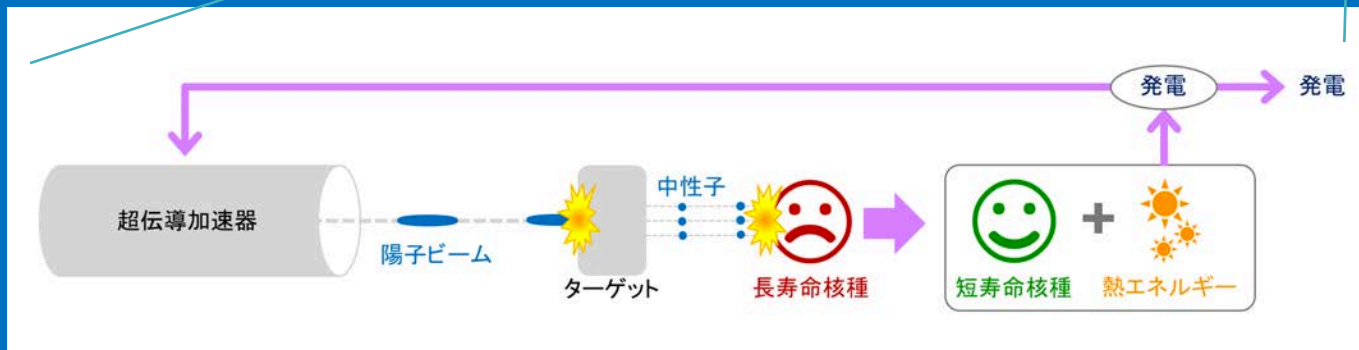 発電
発電
超伝導加速器
陽子ビーム
ターゲット
中性子
長寿命核種
短寿命核種
熱エネルギー